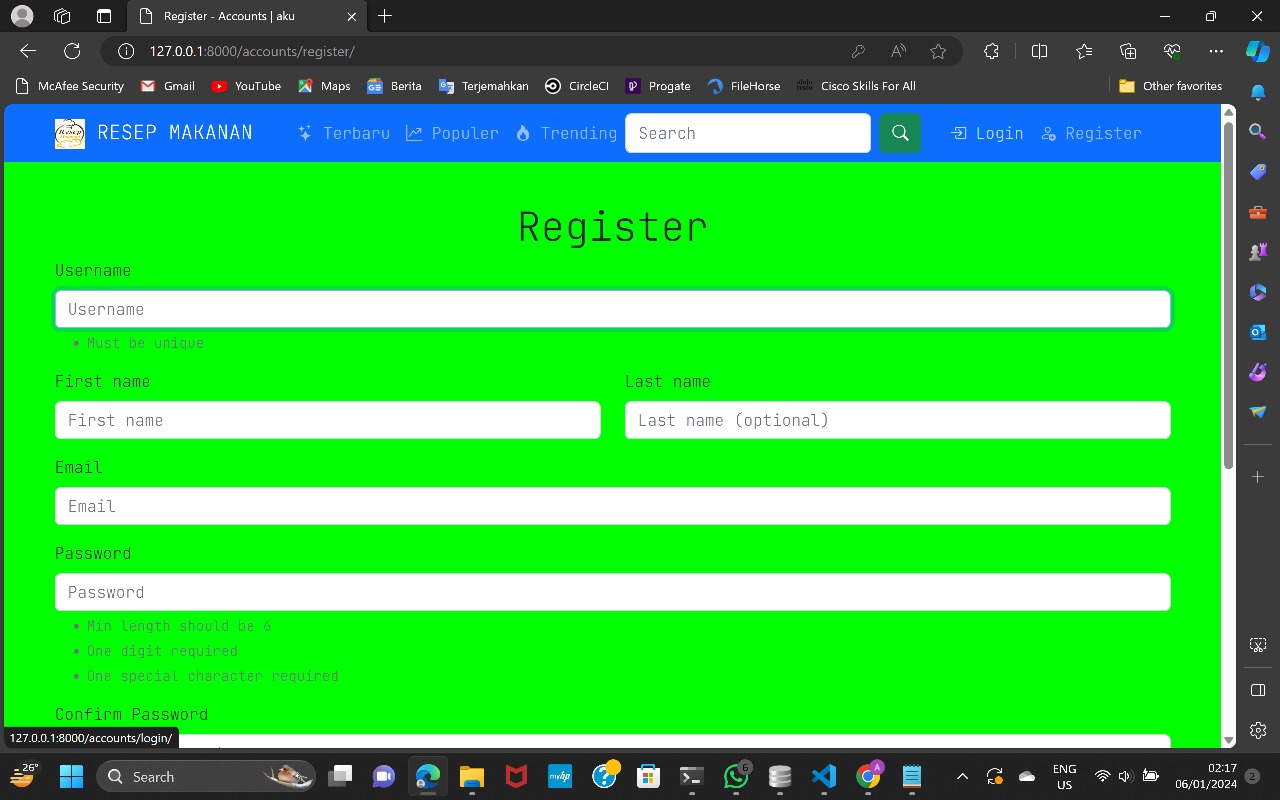 Register - Accounts | aku
127.0.0.1:8000/accounts/register/
McAfee Security Gmail YouTube Maps Berita Terjemahkan CircleCI Progate FileHorse Cisco Skills For All Other favorites
Resep RESEP MAKANAN Terbaru Populer Trending Search Login Register
Register
Username
Username
• Must be unique
First name Last name
First name Last name (optional)
Email
Email
Password
Password
• Min length should be 6
• One digit required
• One special character required
Confirm Password
127.0.0.1:8000/accounts/login/
26° Search 6 A ENG 02:17
US 06/01/2024 2